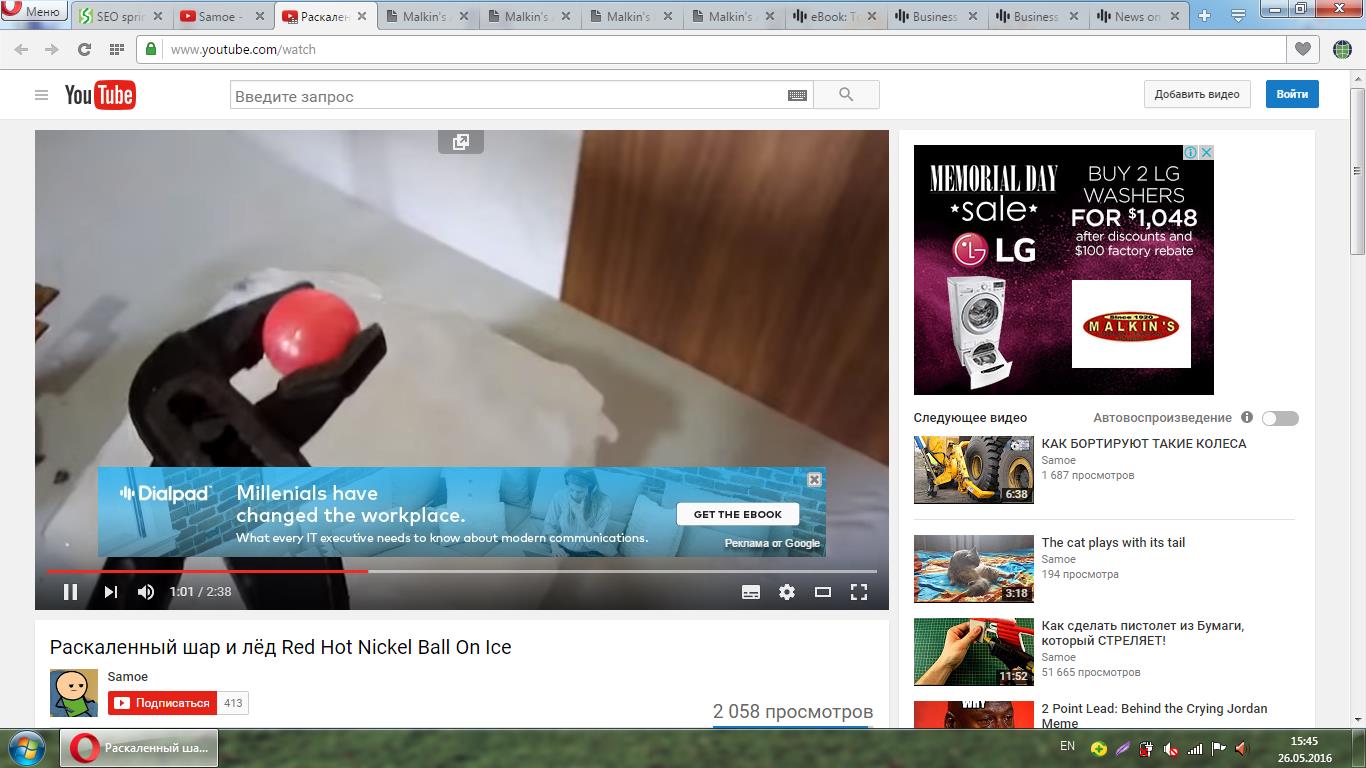 Меню
SEO sprin
Samoe -
Раскален
Malkin's
Malkin's
Malkin's
Malkin's
eBook: To
Business
Business
News on
www.youtube.com/watch
YouTube
Введите запрос
Добавить видео
Войти
MEMORIAL DAY
sale
LG
BUY 2 LG
WASHERS
FOR $1,048
after discounts and
$100 factory rebate
Since 1920
MALKIN'S
Dialpad
Millenials have
changed the workplace.
What every IT executive needs to know about modern communications.
GET THE EBOOK
Реклама от Google
1:01 / 2:38
Раскаленный шар и лёд Red Hot Nickel Ball On Ice
Samoe
Подписаться
413
2 058 просмотров
Следующее видео
Автовоспроизведение
КАК БОРТИРУЮТ ТАКИЕ КОЛЕСА
Samoe
1 687 просмотров
6:38
The cat plays with its tail
Samoe
194 просмотра
3:18
Как сделать пистолет из Бумаги,
который СТРЕЛЯЕТ!
Samoe
51 665 просмотров
11:52
WHY
2 Point Lead: Behind the Crying Jordan
Meme
Раскаленный ша...
EN
15:45
26.05.2016